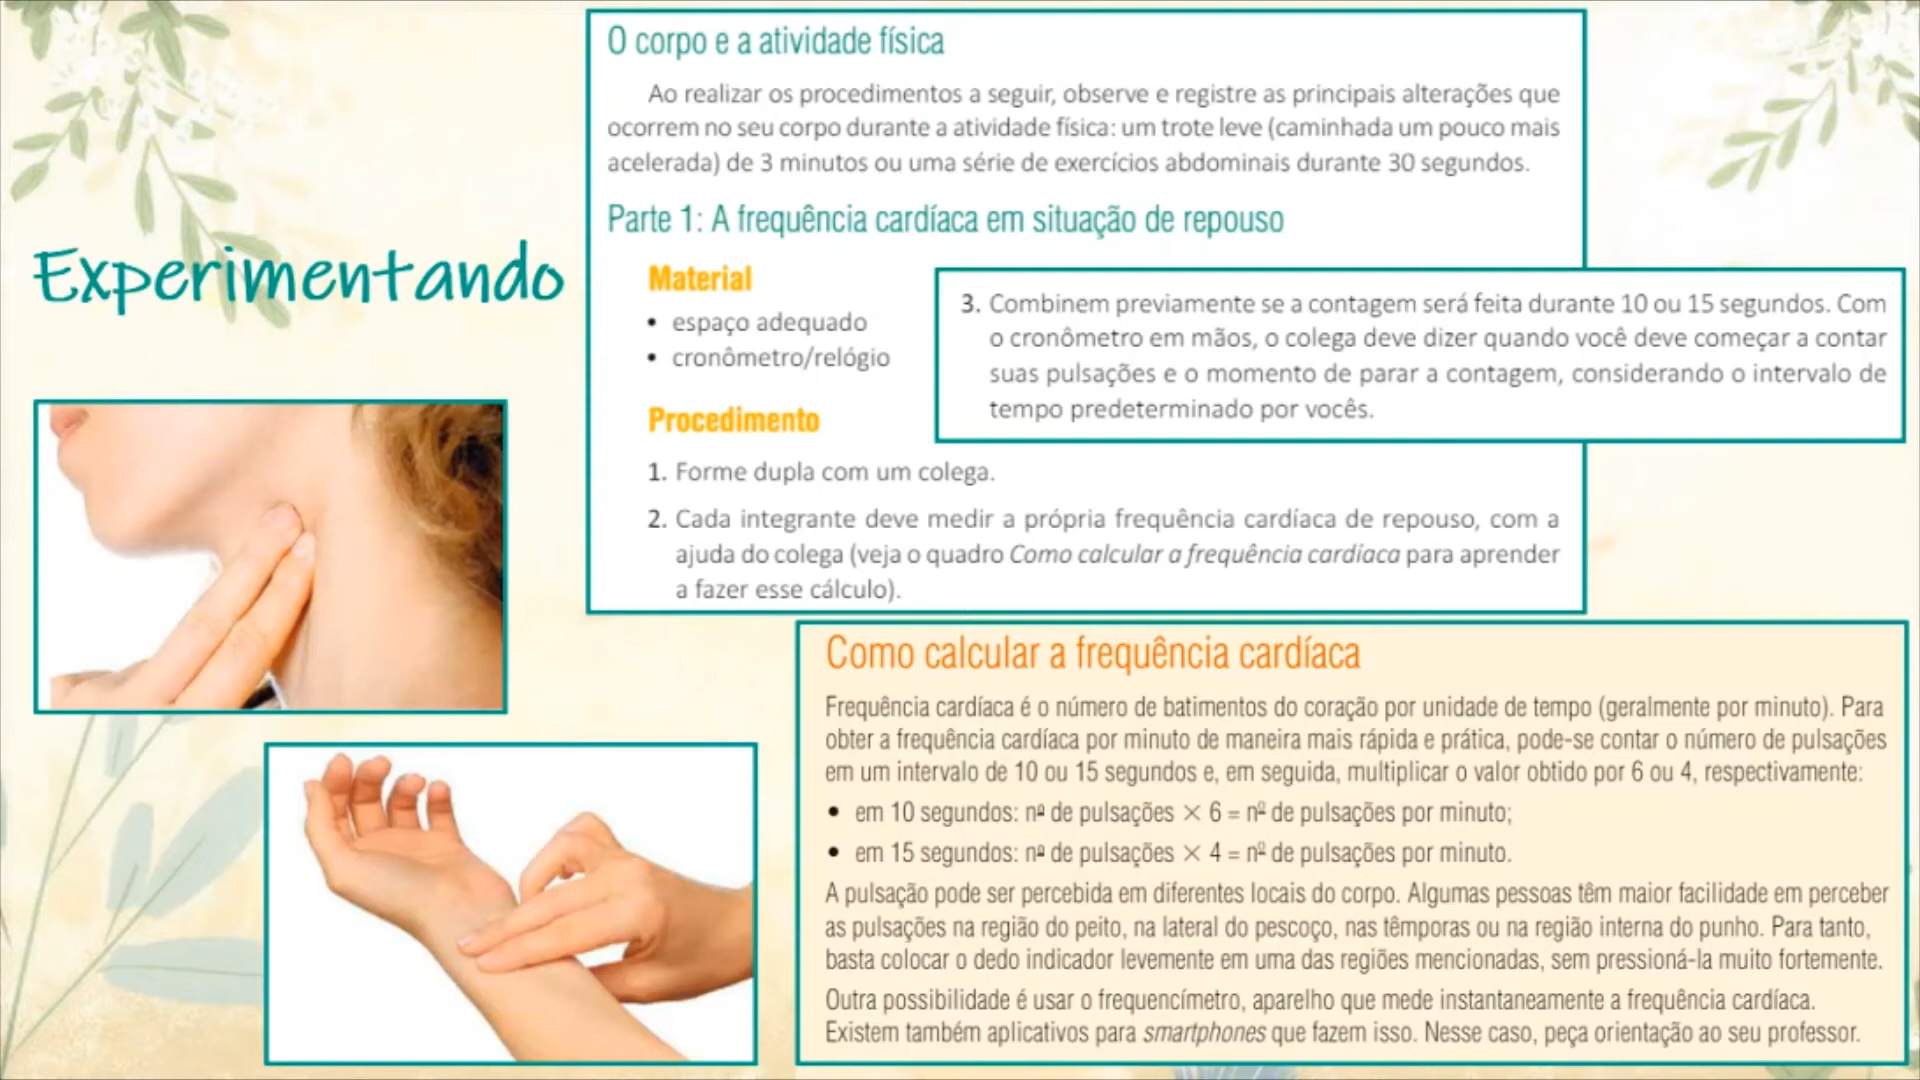 Experimentando
O corpo e a atividade física
Ao realizar os procedimentos a seguir, observe e registre as principais alterações que
ocorrem no seu corpo durante a atividade física: um trote leve (caminhada um pouco mais
acelerada) de 3 minutos ou uma série de exercícios abdominais durante 30 segundos.
Parte 1: A frequência cardíaca em situação de repouso
Material
• espaço adequado
• cronômetro/relógio
Procedimento
1. Forme dupla com um colega.
2. Cada integrante deve medir a própria frequência cardíaca de repouso, com a
ajuda do colega (veja o quadro Como calcular a frequência cardíaca para aprender
a fazer esse cálculo).
3. Combinem previamente se a contagem será feita durante 10 ou 15 segundos. Com
o cronômetro em mãos, o colega deve dizer quando você deve começar a contar
suas pulsações e o momento de parar a contagem, considerando o intervalo de
tempo predeterminado por vocês.
Como calcular a frequência cardíaca
Frequência cardíaca é o número de batimentos do coração por unidade de tempo (geralmente por minuto). Para
obter a frequência cardíaca por minuto de maneira mais rápida e prática, pode-se contar o número de pulsações
em um intervalo de 10 ou 15 segundos e, em seguida, multiplicar o valor obtido por 6 ou 4, respectivamente:
• em 10 segundos: nº de pulsações × 6 = nº de pulsações por minuto;
• em 15 segundos: nº de pulsações × 4 = nº de pulsações por minuto.
A pulsação pode ser percebida em diferentes locais do corpo. Algumas pessoas têm maior facilidade em perceber
as pulsações na região do peito, na lateral do pescoço, nas têmporas ou na região interna do punho. Para tanto,
basta colocar o dedo indicador levemente em uma das regiões mencionadas, sem pressioná-la muito fortemente.
Outra possibilidade é usar o frequencímetro, aparelho que mede instantaneamente a frequência cardíaca.
Existem também aplicativos para smartphones que fazem isso. Nesse caso, peça orientação ao seu professor.